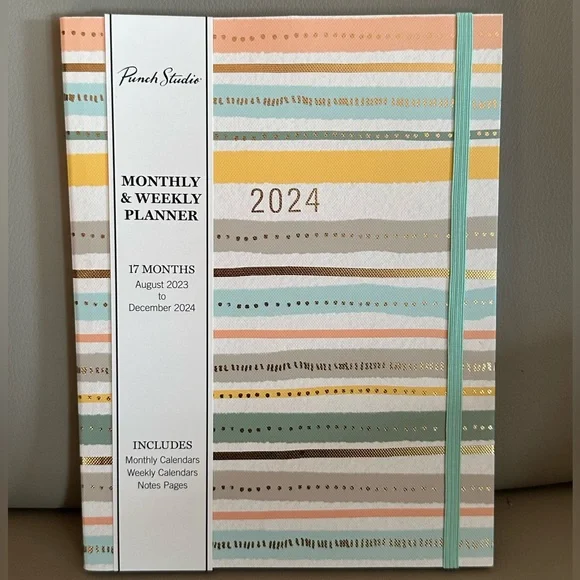 Punch Studio
MONTHLY
& WEEKLY
PLANNER
2024
17 MONTHS
August 2023
to
December 2024
INCLUDES
Monthly Calendars
Weekly Calendars
Notes Pages